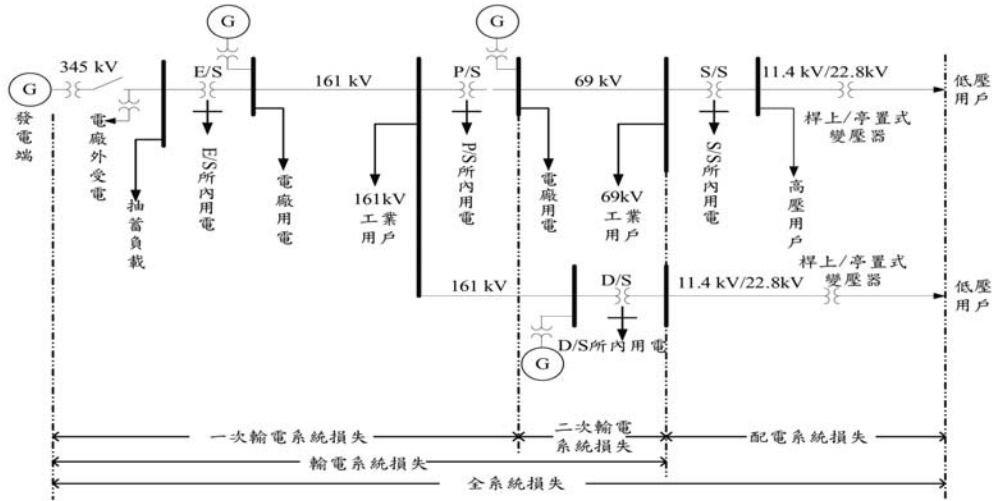 G
G
G
345 kV
E/S
161 kV
P/S
69 kV
S/S
11.4 kV/22.8kV
低壓
用戶
發電端
電廠外受電
抽蓄負載
E/S所內用電
電廠用電
161kV
工業
用戶
P/S所內用電
電廠用電
69kV
工業
用戶
S/S所內用電
高壓用戶
桿上/亭置式
變壓器
161 kV
D/S
11.4 kV/22.8kV
桿上/亭置式
變壓器
低壓
用戶
G
D/S所內用電
一次輸電系統損失
二次輸電
系統損失
配電系統損失
輸電系統損失
全系統損失